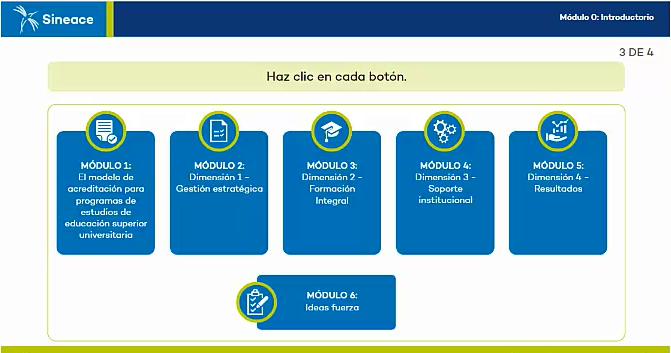 Sineace
Módulo 0: Introductorio
3 DE 4
Haz clic en cada botón.
MÓDULO 1:
El modelo de
acreditación para
programas de
estudios de
educación superior
universitaria
MÓDULO 2:
Dimensión 1 -
Gestión estratégica
MÓDULO 3:
Dimensión 2 -
Formación
Integral
MÓDULO 4:
Dimensión 3 -
Soporte
institucional
MÓDULO 5:
Dimensión 4 -
Resultados
MÓDULO 6:
Ideas fuerza